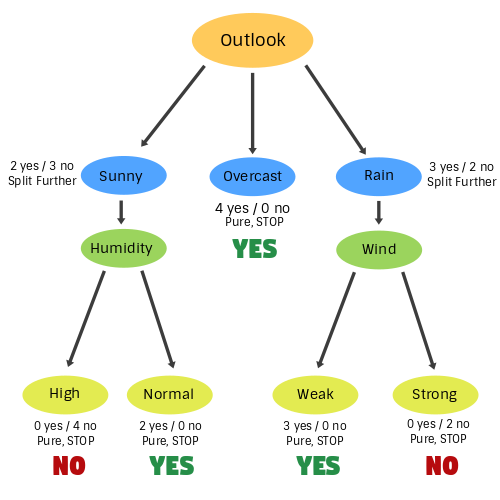 Outlook
2 yes / 3 no
Split Further
Sunny
Overcast
Rain
3 yes / 2 no
Split Further
4 yes / 0 no
Pure, STOP
YES
Humidity
Wind
High
Normal
Weak
Strong
0 yes / 4 no
Pure, STOP
NO
2 yes / 0 no
Pure, STOP
YES
3 yes / 0 no
Pure, STOP
YES
0 yes / 2 no
Pure, STOP
NO